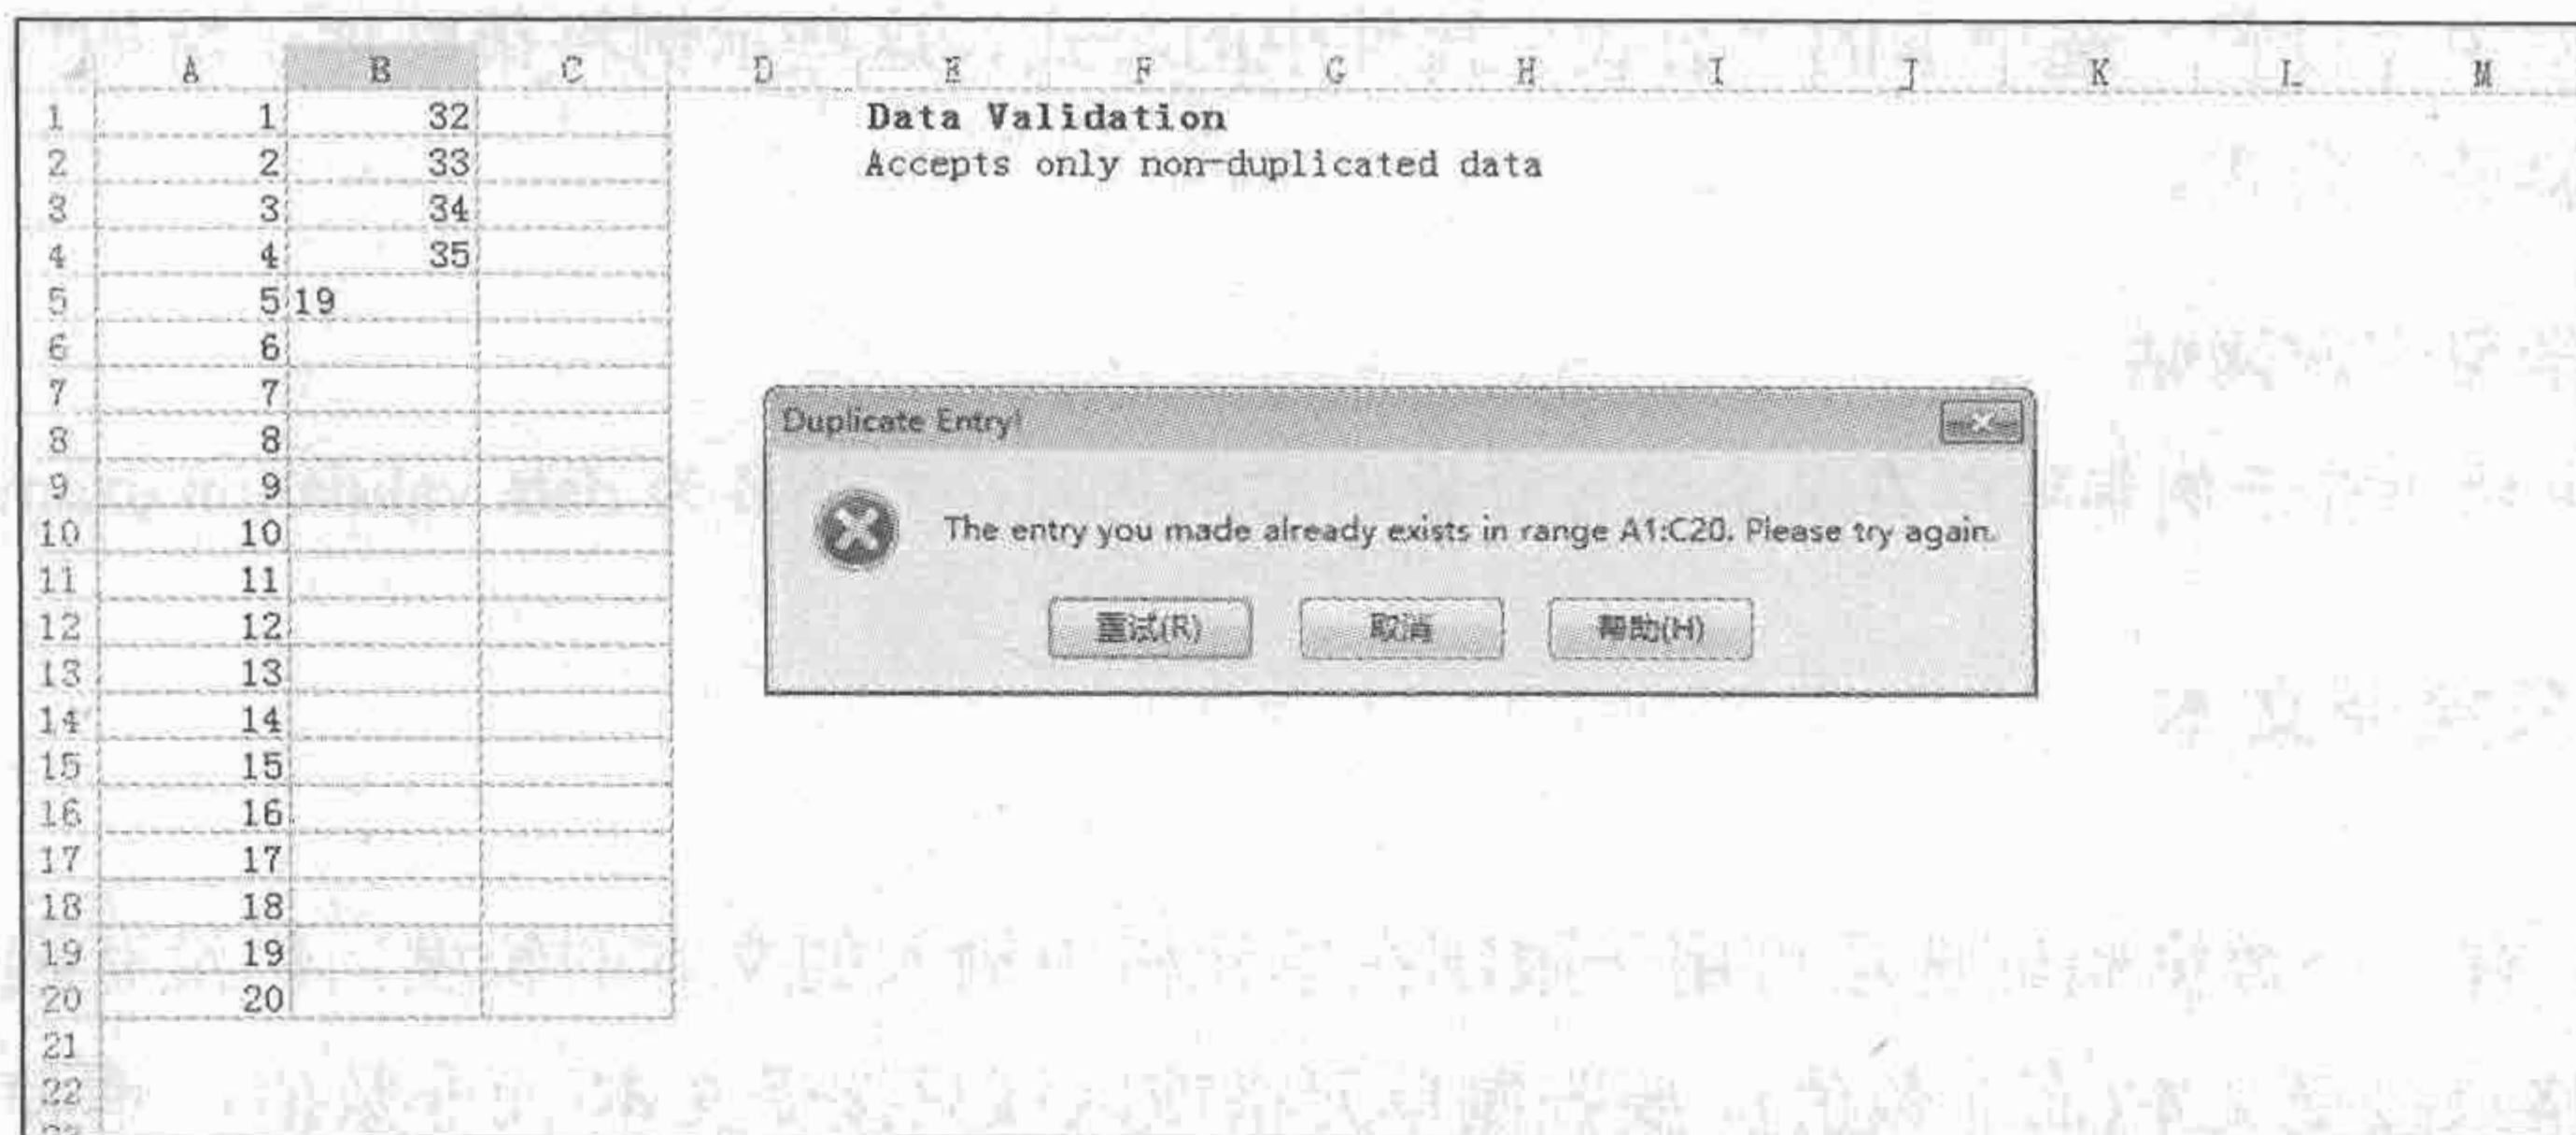 A B C D E F G H I J K L M
1 1 32 Data Validation
2 2 33 Accepts only non-duplicated data
3 3 34
4 4 35
5 5 19
6 6
7 7
8 8
9 9
10 10
11 11
12 12
13 13
14 14
15 15
16 16
17 17
18 18
19 19
20 20
21
22
Duplicate Entry!
The entry you made already exists in range A1:C20. Please try again.
重试(R) 取消 帮助(H)